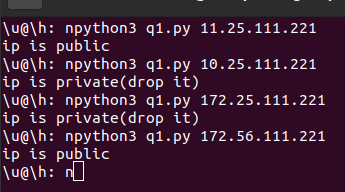 \u@\h: npython3 q1.py 11.25.111.221
ip is public
\u@\h: npython3 q1.py 10.25.111.221
ip is private(drop it)
\u@\h: npython3 q1.py 172.25.111.221
ip is private(drop it)
\u@\h: npython3 q1.py 172.56.111.221
ip is public
\u@\h: n